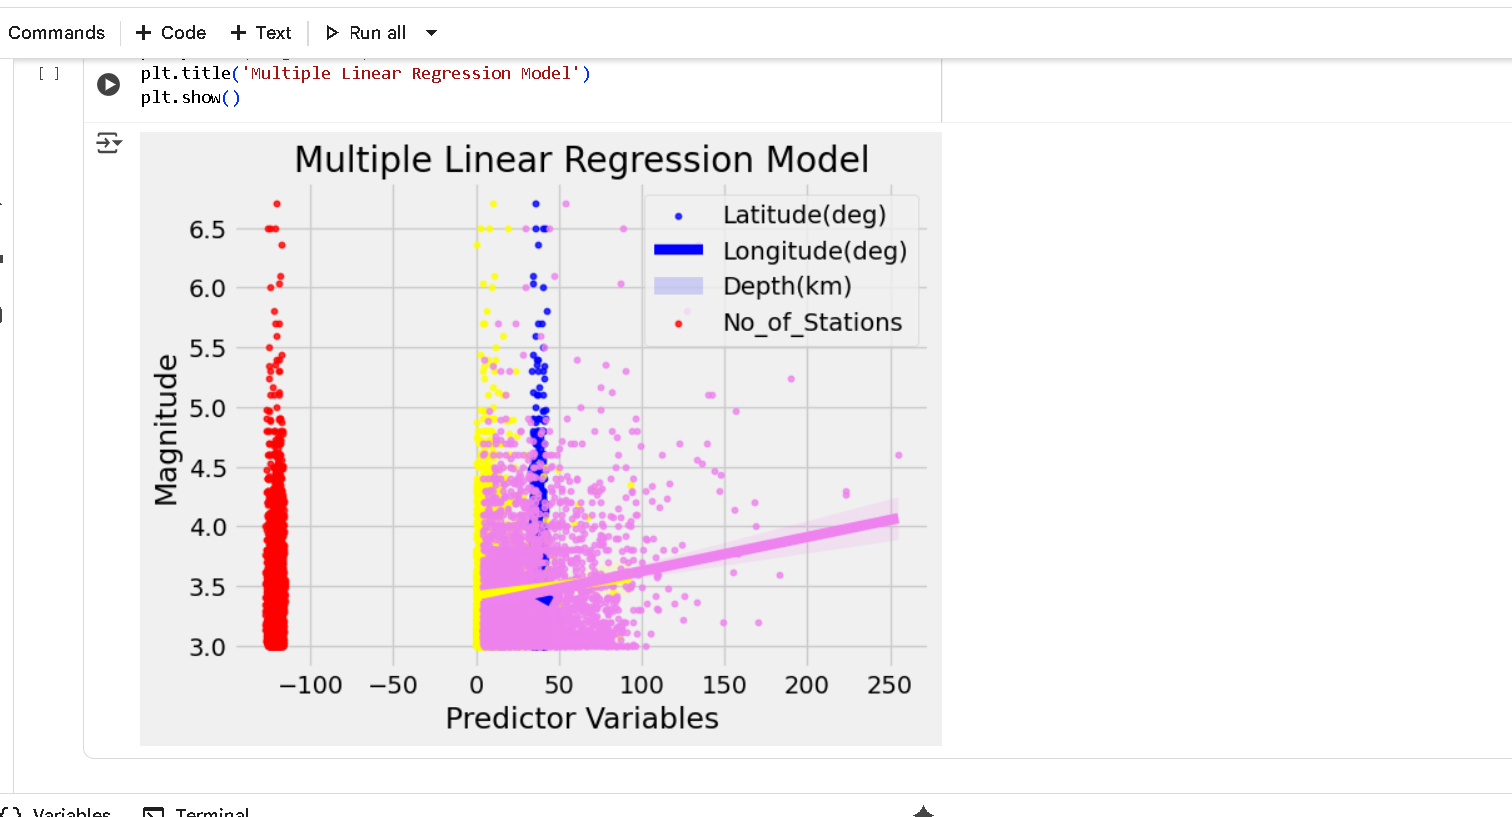 Commands + Code + Text Run all
[ ]
plt.title('Multiple Linear Regression Model')
plt.show()
Multiple Linear Regression Model
Latitude(deg)
Longitude(deg)
Depth(km)
No_of_Stations
6.5
6.0
5.5
5.0
4.5
4.0
3.5
3.0
Magnitude
−100 −50 0 50 100 150 200 250
Predictor Variables
Variables Terminal